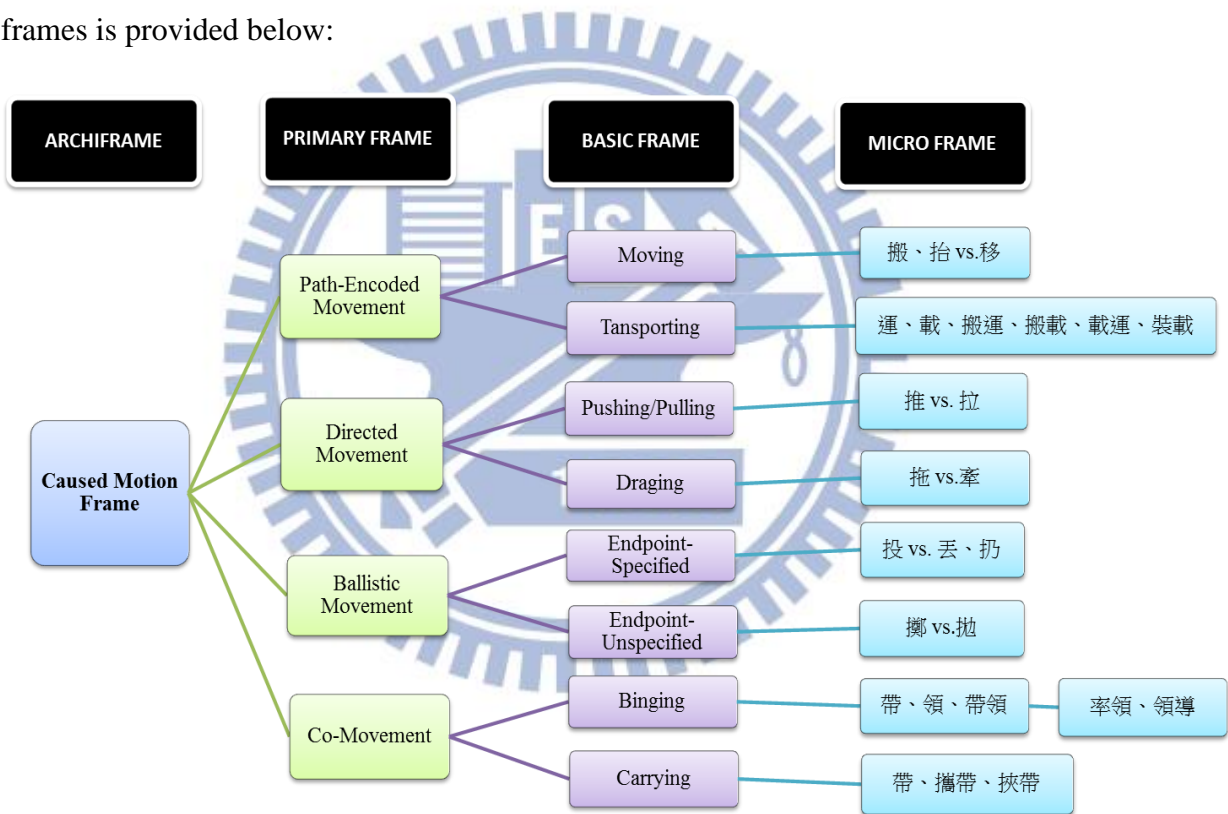 frames is provided below:
ARCHIFRAME
PRIMARY FRAME
BASIC FRAME
MICRO FRAME
Caused Motion
Frame
Path-Encoded
Movement
Moving
搬、抬 vs.移
Tansporting
運、載、搬運、搬載、載運、裝載
Directed
Movement
Pushing/Pulling
推 vs. 拉
Draging
拖 vs.牽
Ballistic
Movement
Endpoint-
Specified
投 vs. 丟、扔
Endpoint-
Unspecified
擲 vs.拋
Co-Movement
Binging
帶、領、帶領
率領、領導
Carrying
帶、攜帶、挾帶
ES